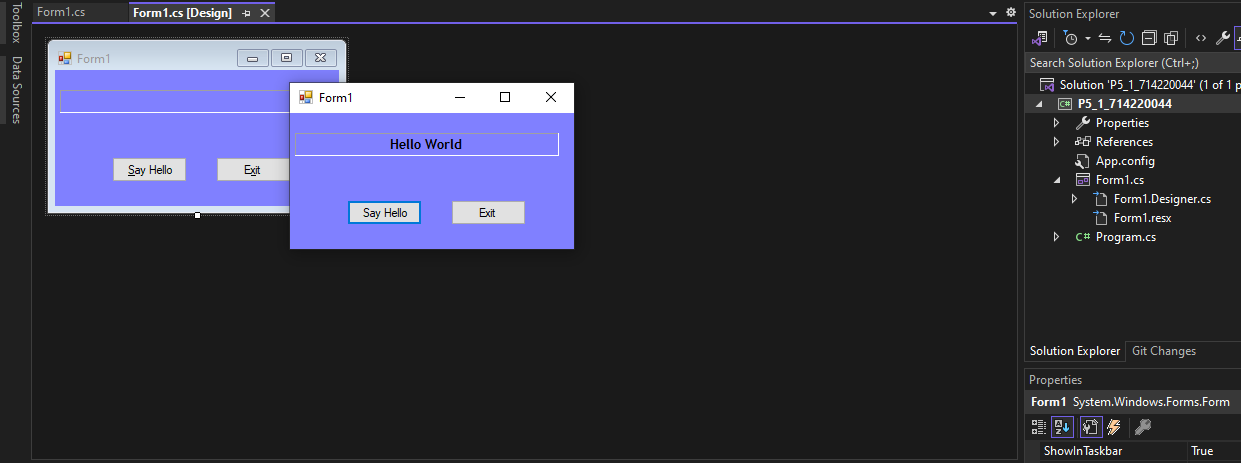 Toolbox
Data Sources
Form1.cs
Form1.cs [Design]
Form1
Say Hello
Exit
Form1
Hello World
Say Hello
Exit
Solution Explorer
Search Solution Explorer (Ctrl+;)
Solution 'P5_1_714220044' (1 of 1 p
P5_1_714220044
Properties
References
App.config
Form1.cs
Form1.Designer.cs
Form1.resx
C# Program.cs
Solution Explorer Git Changes
Properties
Form1 System.Windows.Forms.Form
ShowInTaskbar True